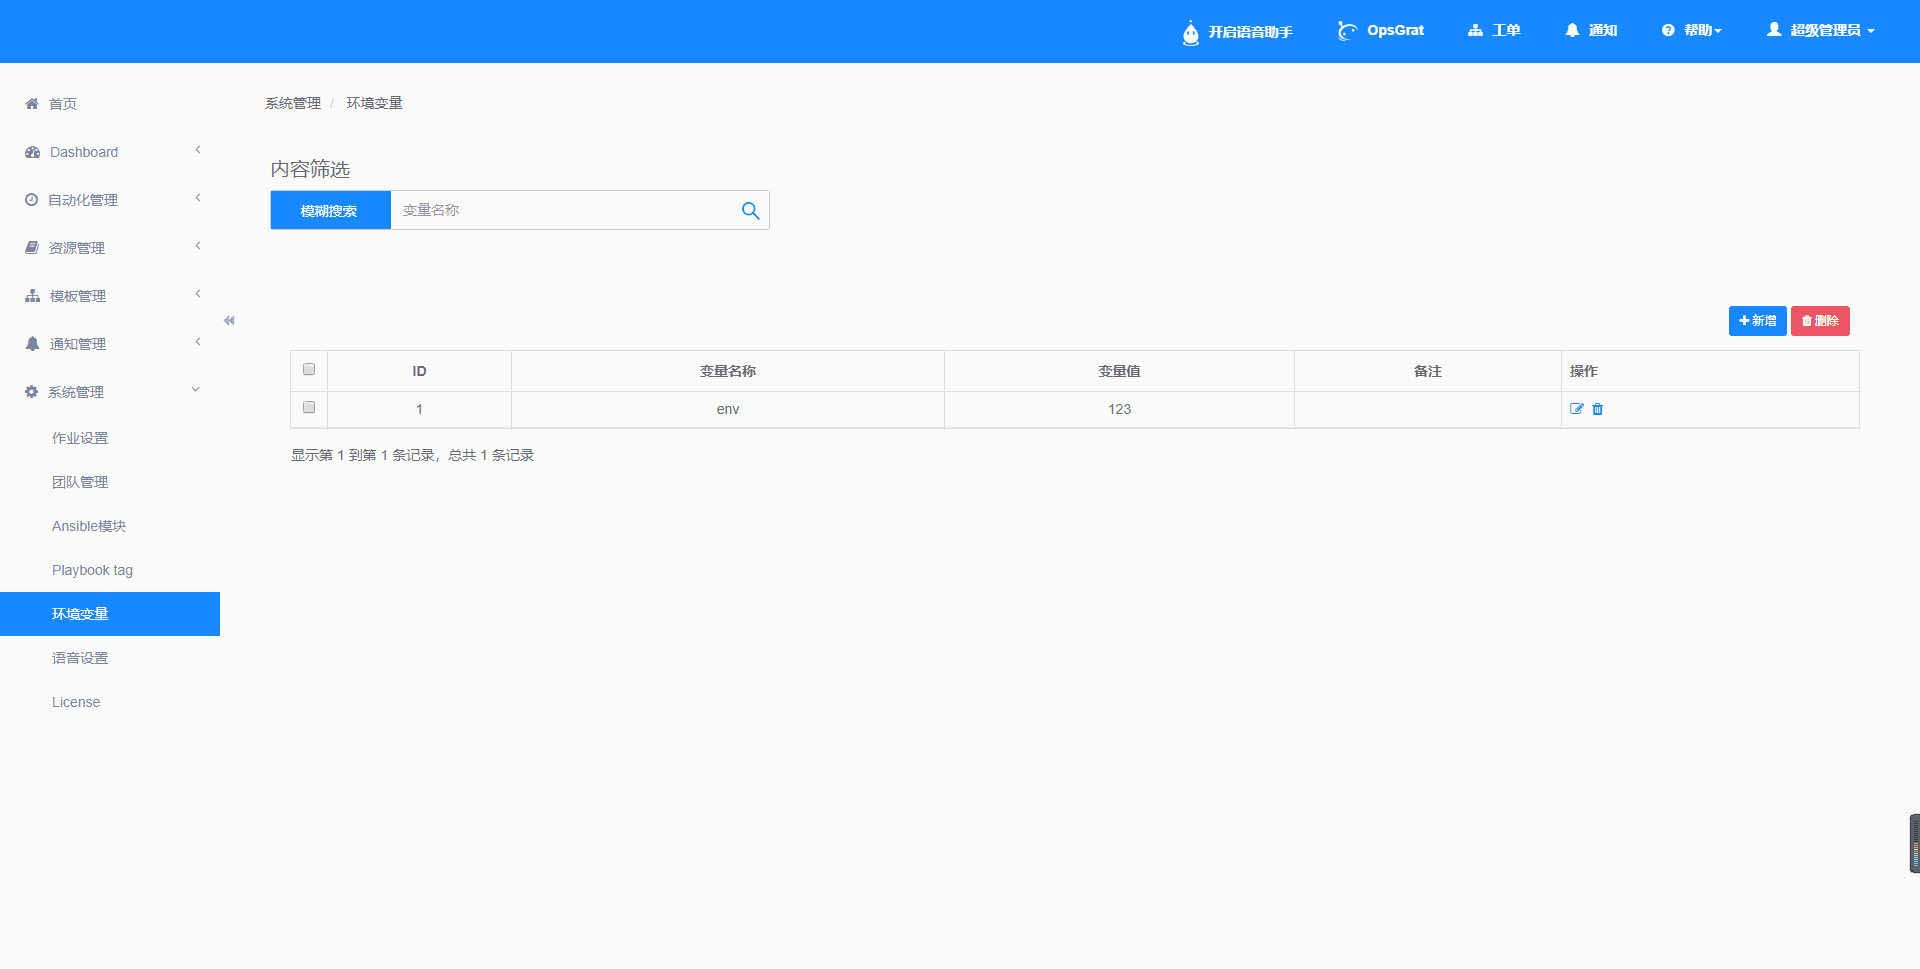 开启语音助手 OpsGrat 工单 通知 帮助 超级管理员
首页
Dashboard
自动化管理
资源管理
模板管理
通知管理
系统管理
作业设置
团队管理
Ansible模块
Playbook tag
环境变量
语音设置
License
系统管理 / 环境变量
内容筛选
模糊搜索 变量名称
新增 删除
ID 变量名称 变量值 备注 操作
1 env 123
显示第 1 到第 1 条记录，总共 1 条记录